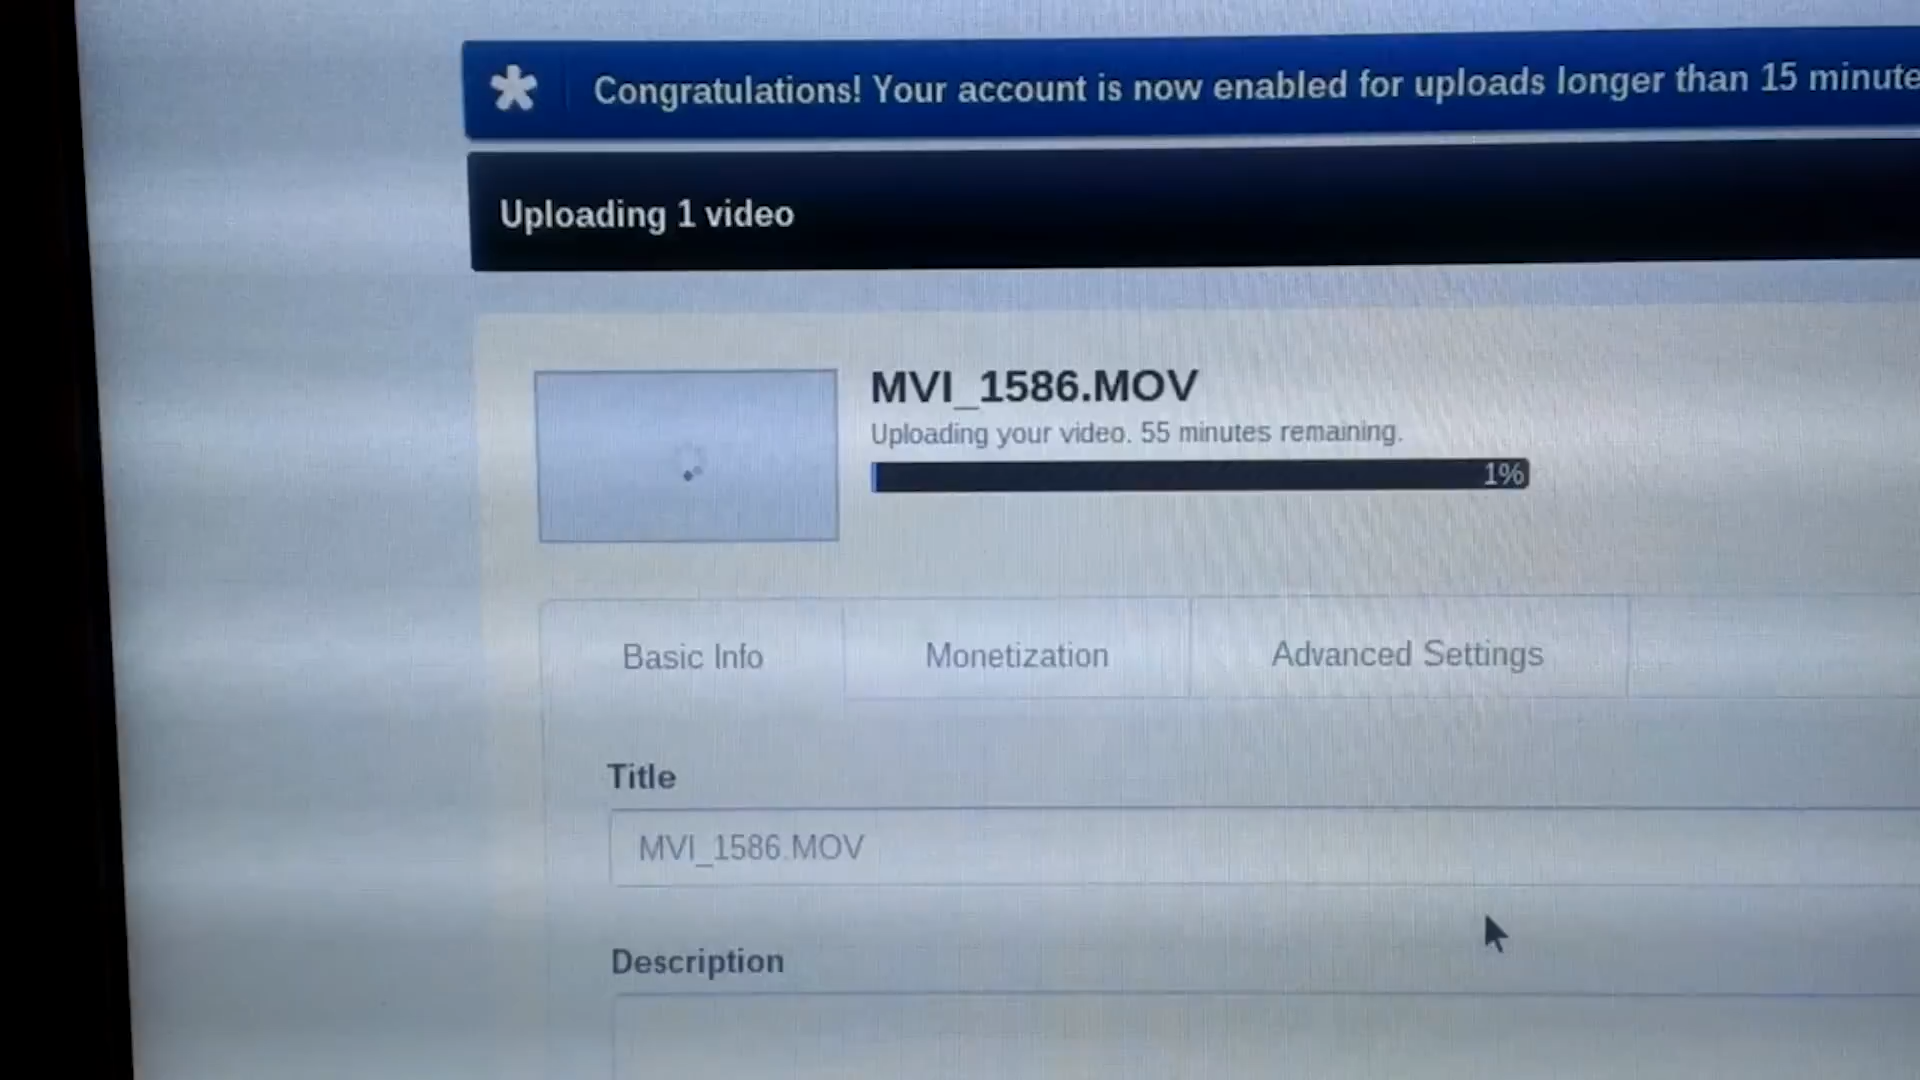 Congratulations! Your account is now enabled for uploads longer than 15 minute
Uploading 1 video
MVI_1586.MOV
Uploading your video. 55 minutes remaining.
1%
Basic Info
Monetization
Advanced Settings
Title
MVI_1586.MOV
Description